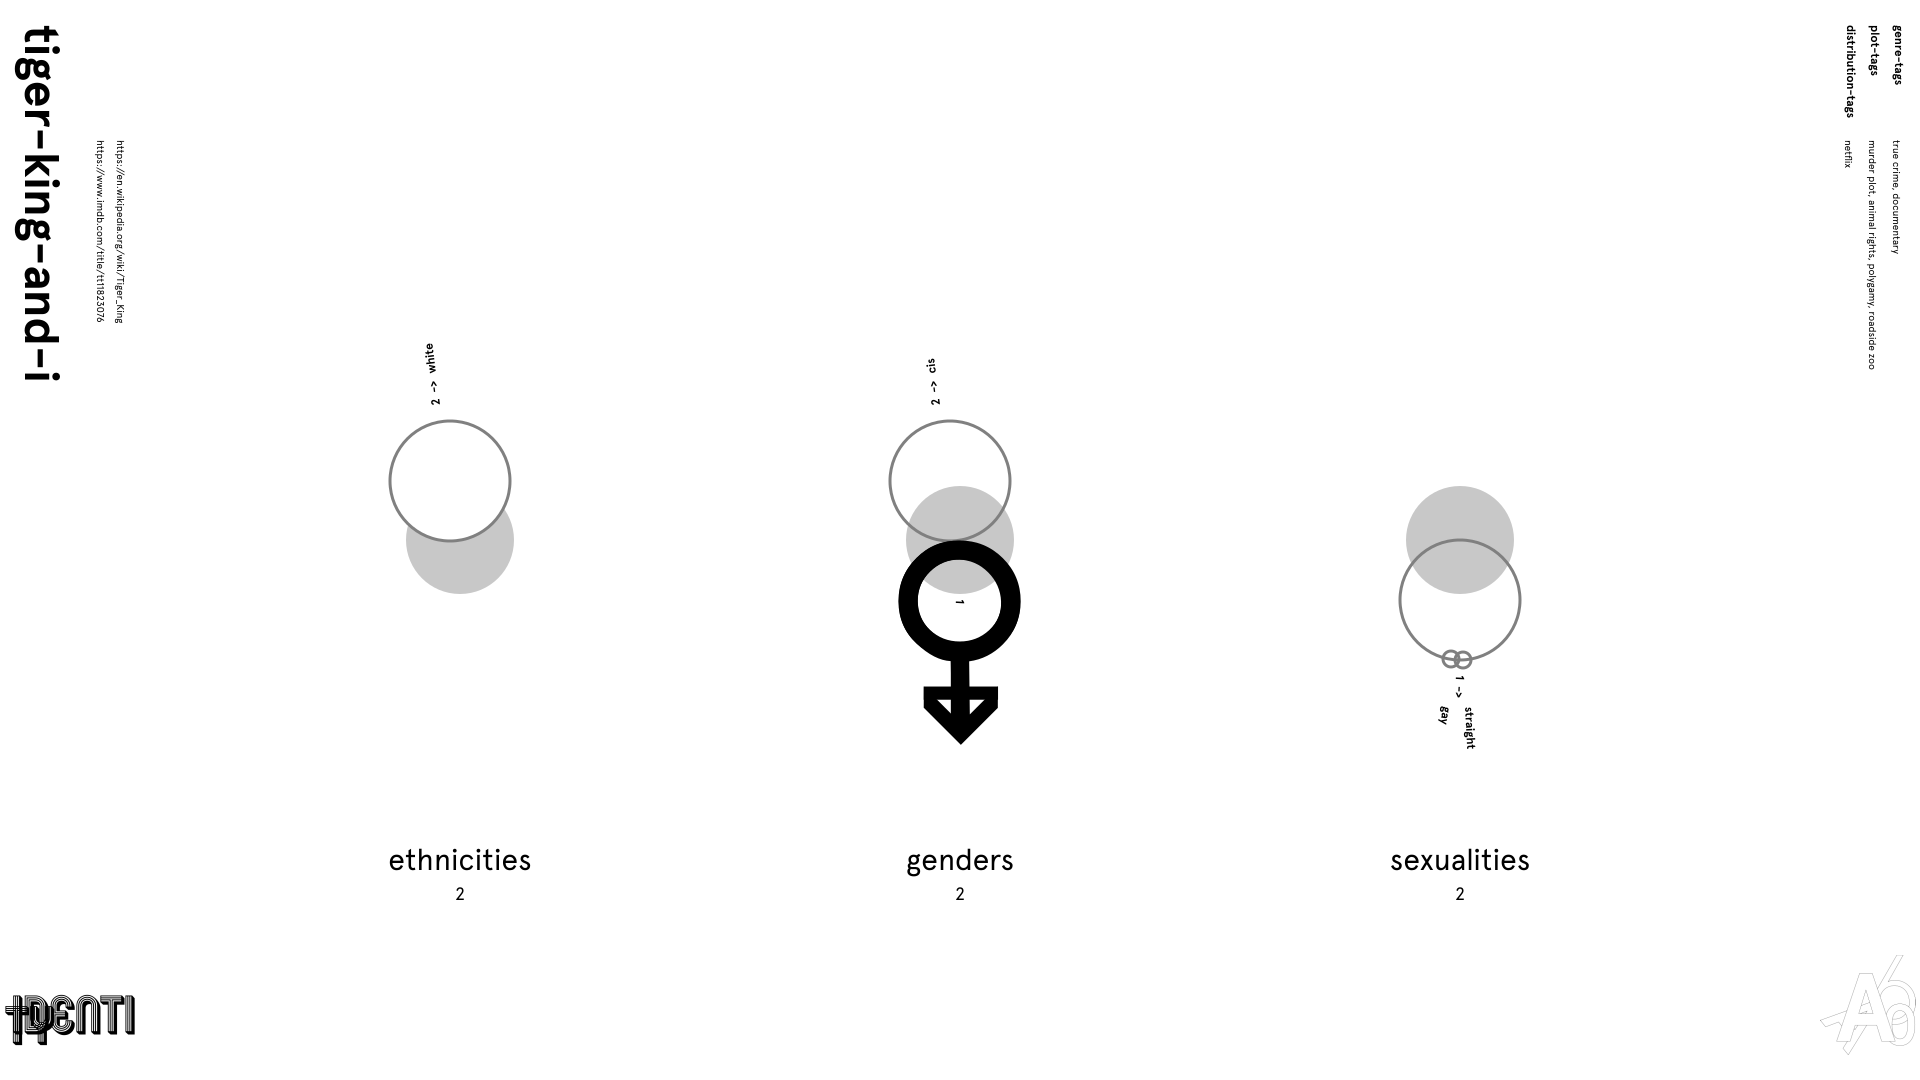 tiger-king-and-i
https://en.wikipedia.org/wiki/Tiger_King
https://www.imdb.com/title/tt11823076
genre-tags
true crime, documentary
plot-tags
murder plot, animal rights, polygamy, roadside zoo
distribution-tags
netflix
2 -> white
2 -> cis
1
1 -> straight
gay
ethnicities
2
genders
2
sexualities
2
IDENTI